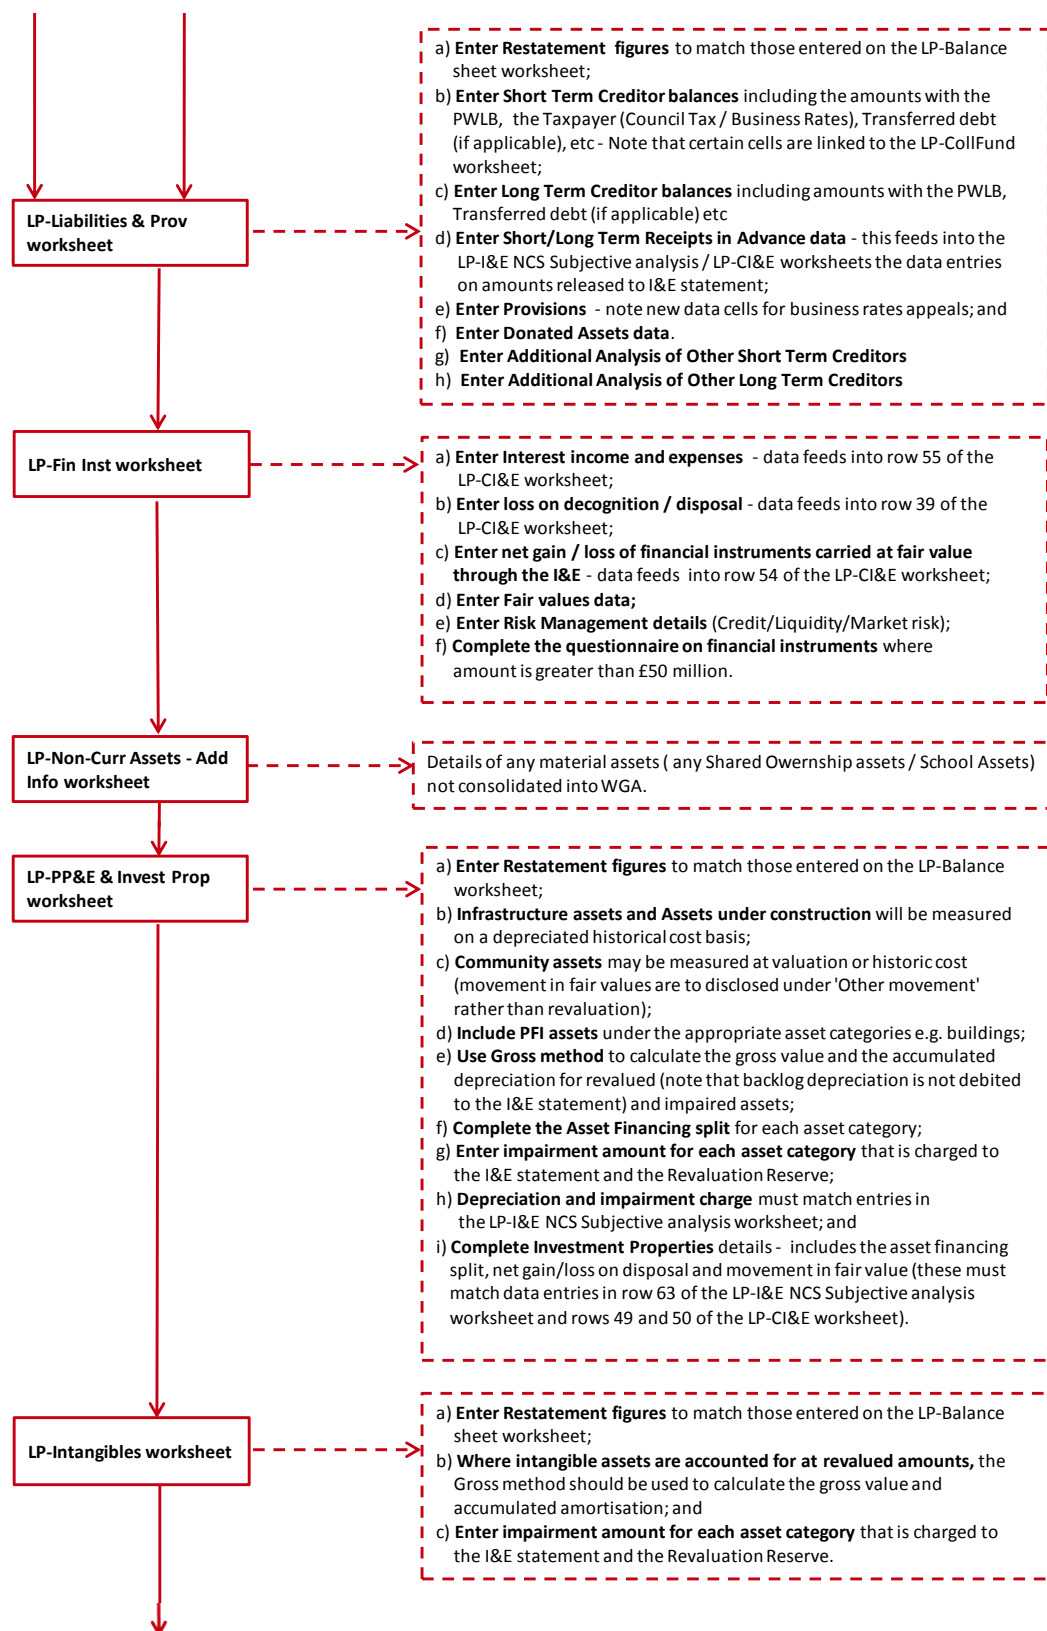 a) Enter Restatement figures to match those entered on the LP-Balance
sheet worksheet;
b) Enter Short Term Creditor balances including the amounts with the
PWLB, the Taxpayer (Council Tax / Business Rates), Transferred debt
(if applicable), etc - Note that certain cells are linked to the LP-CollFund
worksheet;
c) Enter Long Term Creditor balances including amounts with the PWLB,
Transferred debt (if applicable) etc
d) Enter Short/Long Term Receipts in Advance data - this feeds into the
LP-I&E NCS Subjective analysis / LP-CI&E worksheets the data entries
on amounts released to I&E statement;
e) Enter Provisions - note new data cells for business rates appeals; and
f) Enter Donated Assets data.
g) Enter Additional Analysis of Other Short Term Creditors
h) Enter Additional Analysis of Other Long Term Creditors
LP-Liabilities & Prov
worksheet
LP-Fin Inst worksheet
a) Enter Interest income and expenses - data feeds into row 55 of the
LP-CI&E worksheet;
b) Enter loss on decognition / disposal - data feeds into row 39 of the
LP-CI&E worksheet;
c) Enter net gain / loss of financial instruments carried at fair value
through the I&E - data feeds into row 54 of the LP-CI&E worksheet;
d) Enter Fair values data;
e) Enter Risk Management details (Credit/Liquidity/Market risk);
f) Complete the questionnaire on financial instruments where
amount is greater than £50 million.
LP-Non-Curr Assets - Add
Info worksheet
Details of any material assets ( any Shared Owernship assets / School Assets)
not consolidated into WGA.
LP-PP&E & Invest Prop
worksheet
a) Enter Restatement figures to match those entered on the LP-Balance
worksheet;
b) Infrastructure assets and Assets under construction will be measured
on a depreciated historical cost basis;
c) Community assets may be measured at valuation or historic cost
(movement in fair values are to disclosed under 'Other movement'
rather than revaluation);
d) Include PFI assets under the appropriate asset categories e.g. buildings;
e) Use Gross method to calculate the gross value and the accumulated
depreciation for revalued (note that backlog depreciation is not debited
to the I&E statement) and impaired assets;
f) Complete the Asset Financing split for each asset category;
g) Enter impairment amount for each asset category that is charged to
the I&E statement and the Revaluation Reserve;
h) Depreciation and impairment charge must match entries in
the LP-I&E NCS Subjective analysis worksheet; and
i) Complete Investment Properties details - includes the asset financing
split, net gain/loss on disposal and movement in fair value (these must
match data entries in row 63 of the LP-I&E NCS Subjective analysis
worksheet and rows 49 and 50 of the LP-CI&E worksheet).
LP-Intangibles worksheet
a) Enter Restatement figures to match those entered on the LP-Balance
sheet worksheet;
b) Where intangible assets are accounted for at revalued amounts, the
Gross method should be used to calculate the gross value and
accumulated amortisation; and
c) Enter impairment amount for each asset category that is charged to
the I&E statement and the Revaluation Reserve.